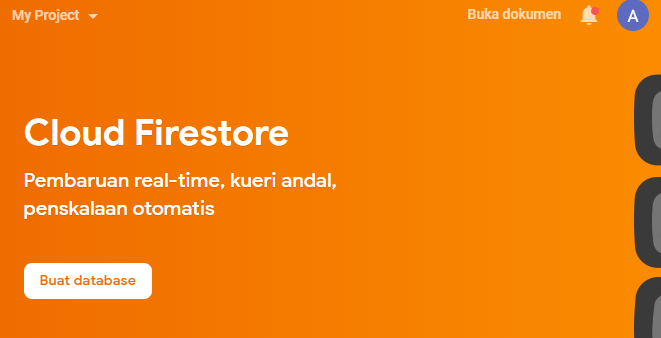 My Project
Buka dokumen
A
Cloud Firestore
Pembaruan real-time, kueri andal,
penskalaan otomatis
Buat database